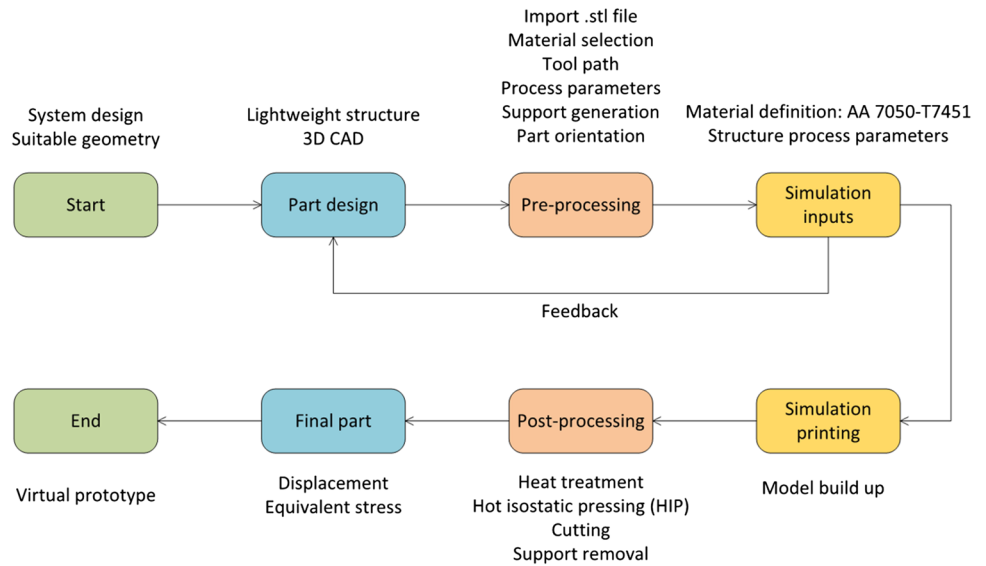 System design
Suitable geometry
Start
Lightweight structure
3D CAD
Part design
Import .stl file
Material selection
Tool path
Process parameters
Support generation
Part orientation
Pre-processing
Material definition: AA 7050-T7451
Structure process parameters
Simulation
inputs
Feedback
Simulation
printing
Model build up
Post-processing
Heat treatment
Hot isostatic pressing (HIP)
Cutting
Support removal
Final part
Displacement
Equivalent stress
End
Virtual prototype